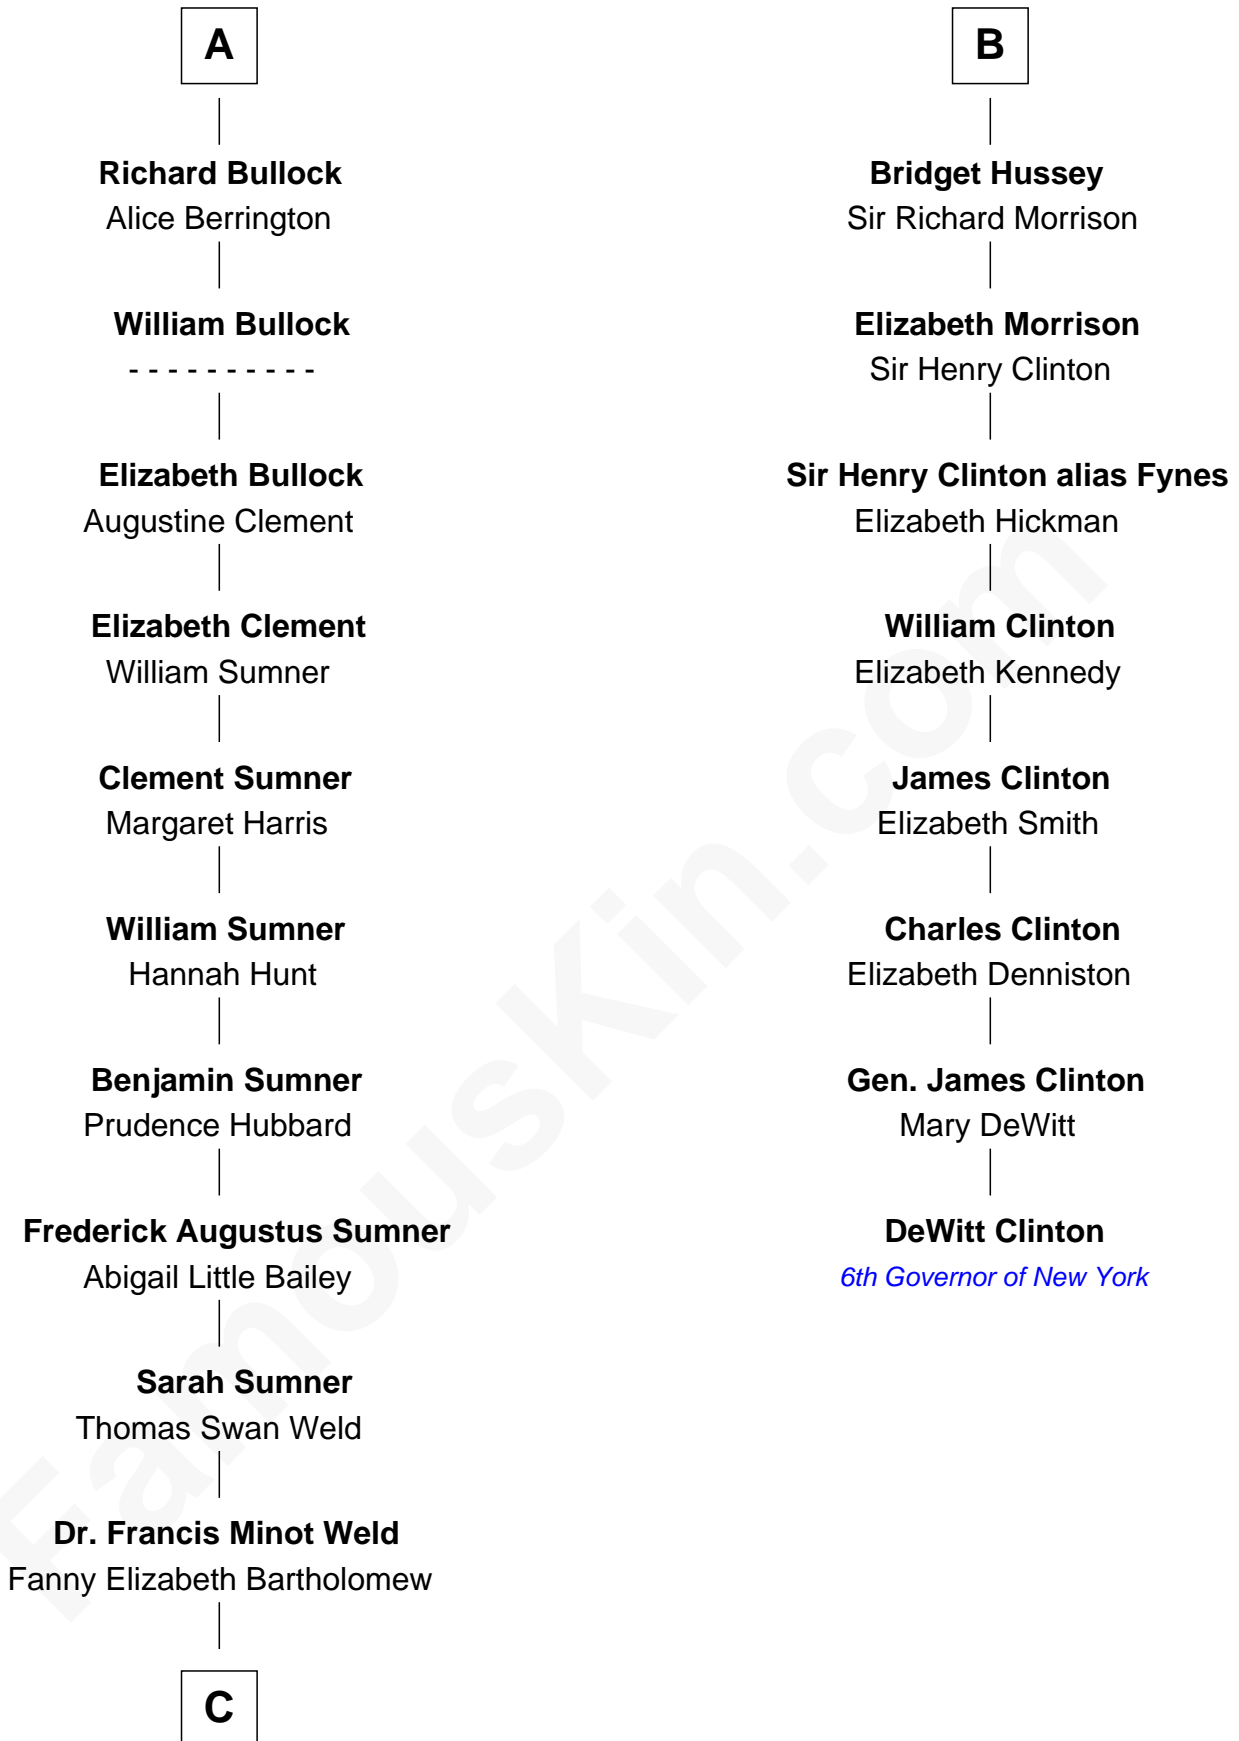 A
Richard Bullock
Alice Berrington
William Bullock
- - - - - - - - - -
Elizabeth Bullock
Augustine Clement
Elizabeth Clement
William Sumner
Clement Sumner
Margaret Harris
William Sumner
Hannah Hunt
Benjamin Sumner
Prudence Hubbard
Frederick Augustus Sumner
Abigail Little Bailey
Sarah Sumner
Thomas Swan Weld
Dr. Francis Minot Weld
Fanny Elizabeth Bartholomew
C
B
Bridget Hussey
Sir Richard Morrison
Elizabeth Morrison
Sir Henry Clinton
Sir Henry Clinton alias Fynes
Elizabeth Hickman
William Clinton
Elizabeth Kennedy
James Clinton
Elizabeth Smith
Charles Clinton
Elizabeth Denniston
Gen. James Clinton
Mary DeWitt
DeWitt Clinton
6th Governor of New York
FamousKin.com